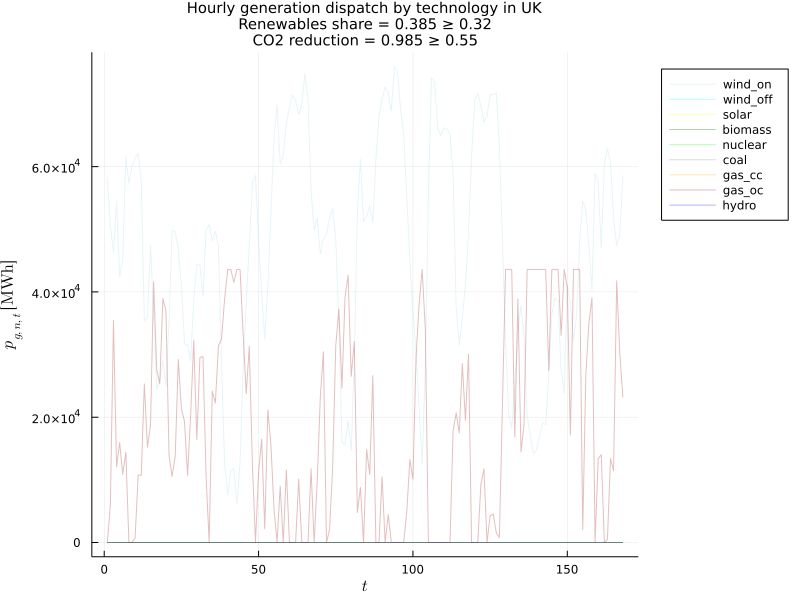 Hourly generation dispatch by technology in UK
Renewables share = 0.385 ≥ 0.32
CO2 reduction = 0.985 ≥ 0.55
wind_on
wind_off
solar
biomass
nuclear
coal
gas_cc
gas_oc
hydro
6.0×10⁴
4.0×10⁴
2.0×10⁴
0
p_{g,n,t} [MWh]
0 50 100 150
t